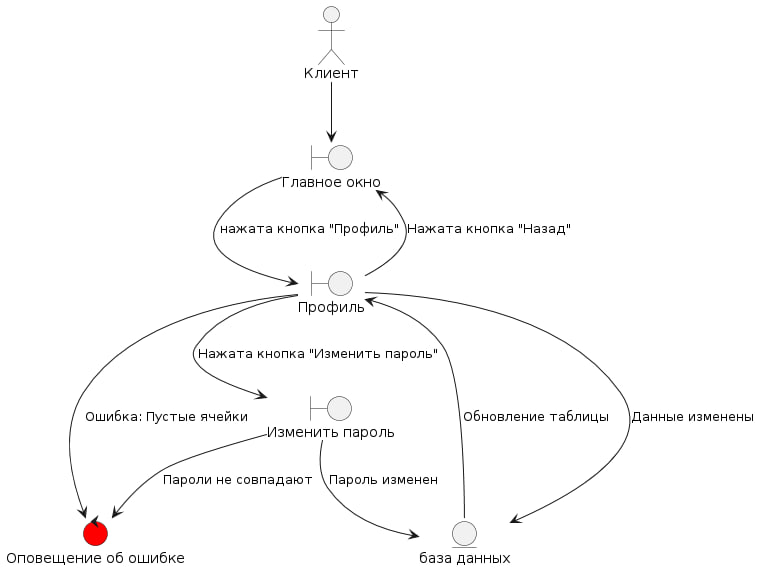 Клиент
Главное окно
нажата кнопка "Профиль"
Нажата кнопка "Назад"
Профиль
Нажата кнопка "Изменить пароль"
Ошибка: Пустые ячейки
Обновление таблицы
Данные изменены
Изменить пароль
Пароли не совпадают
Пароль изменен
Оповещение об ошибке
база данных